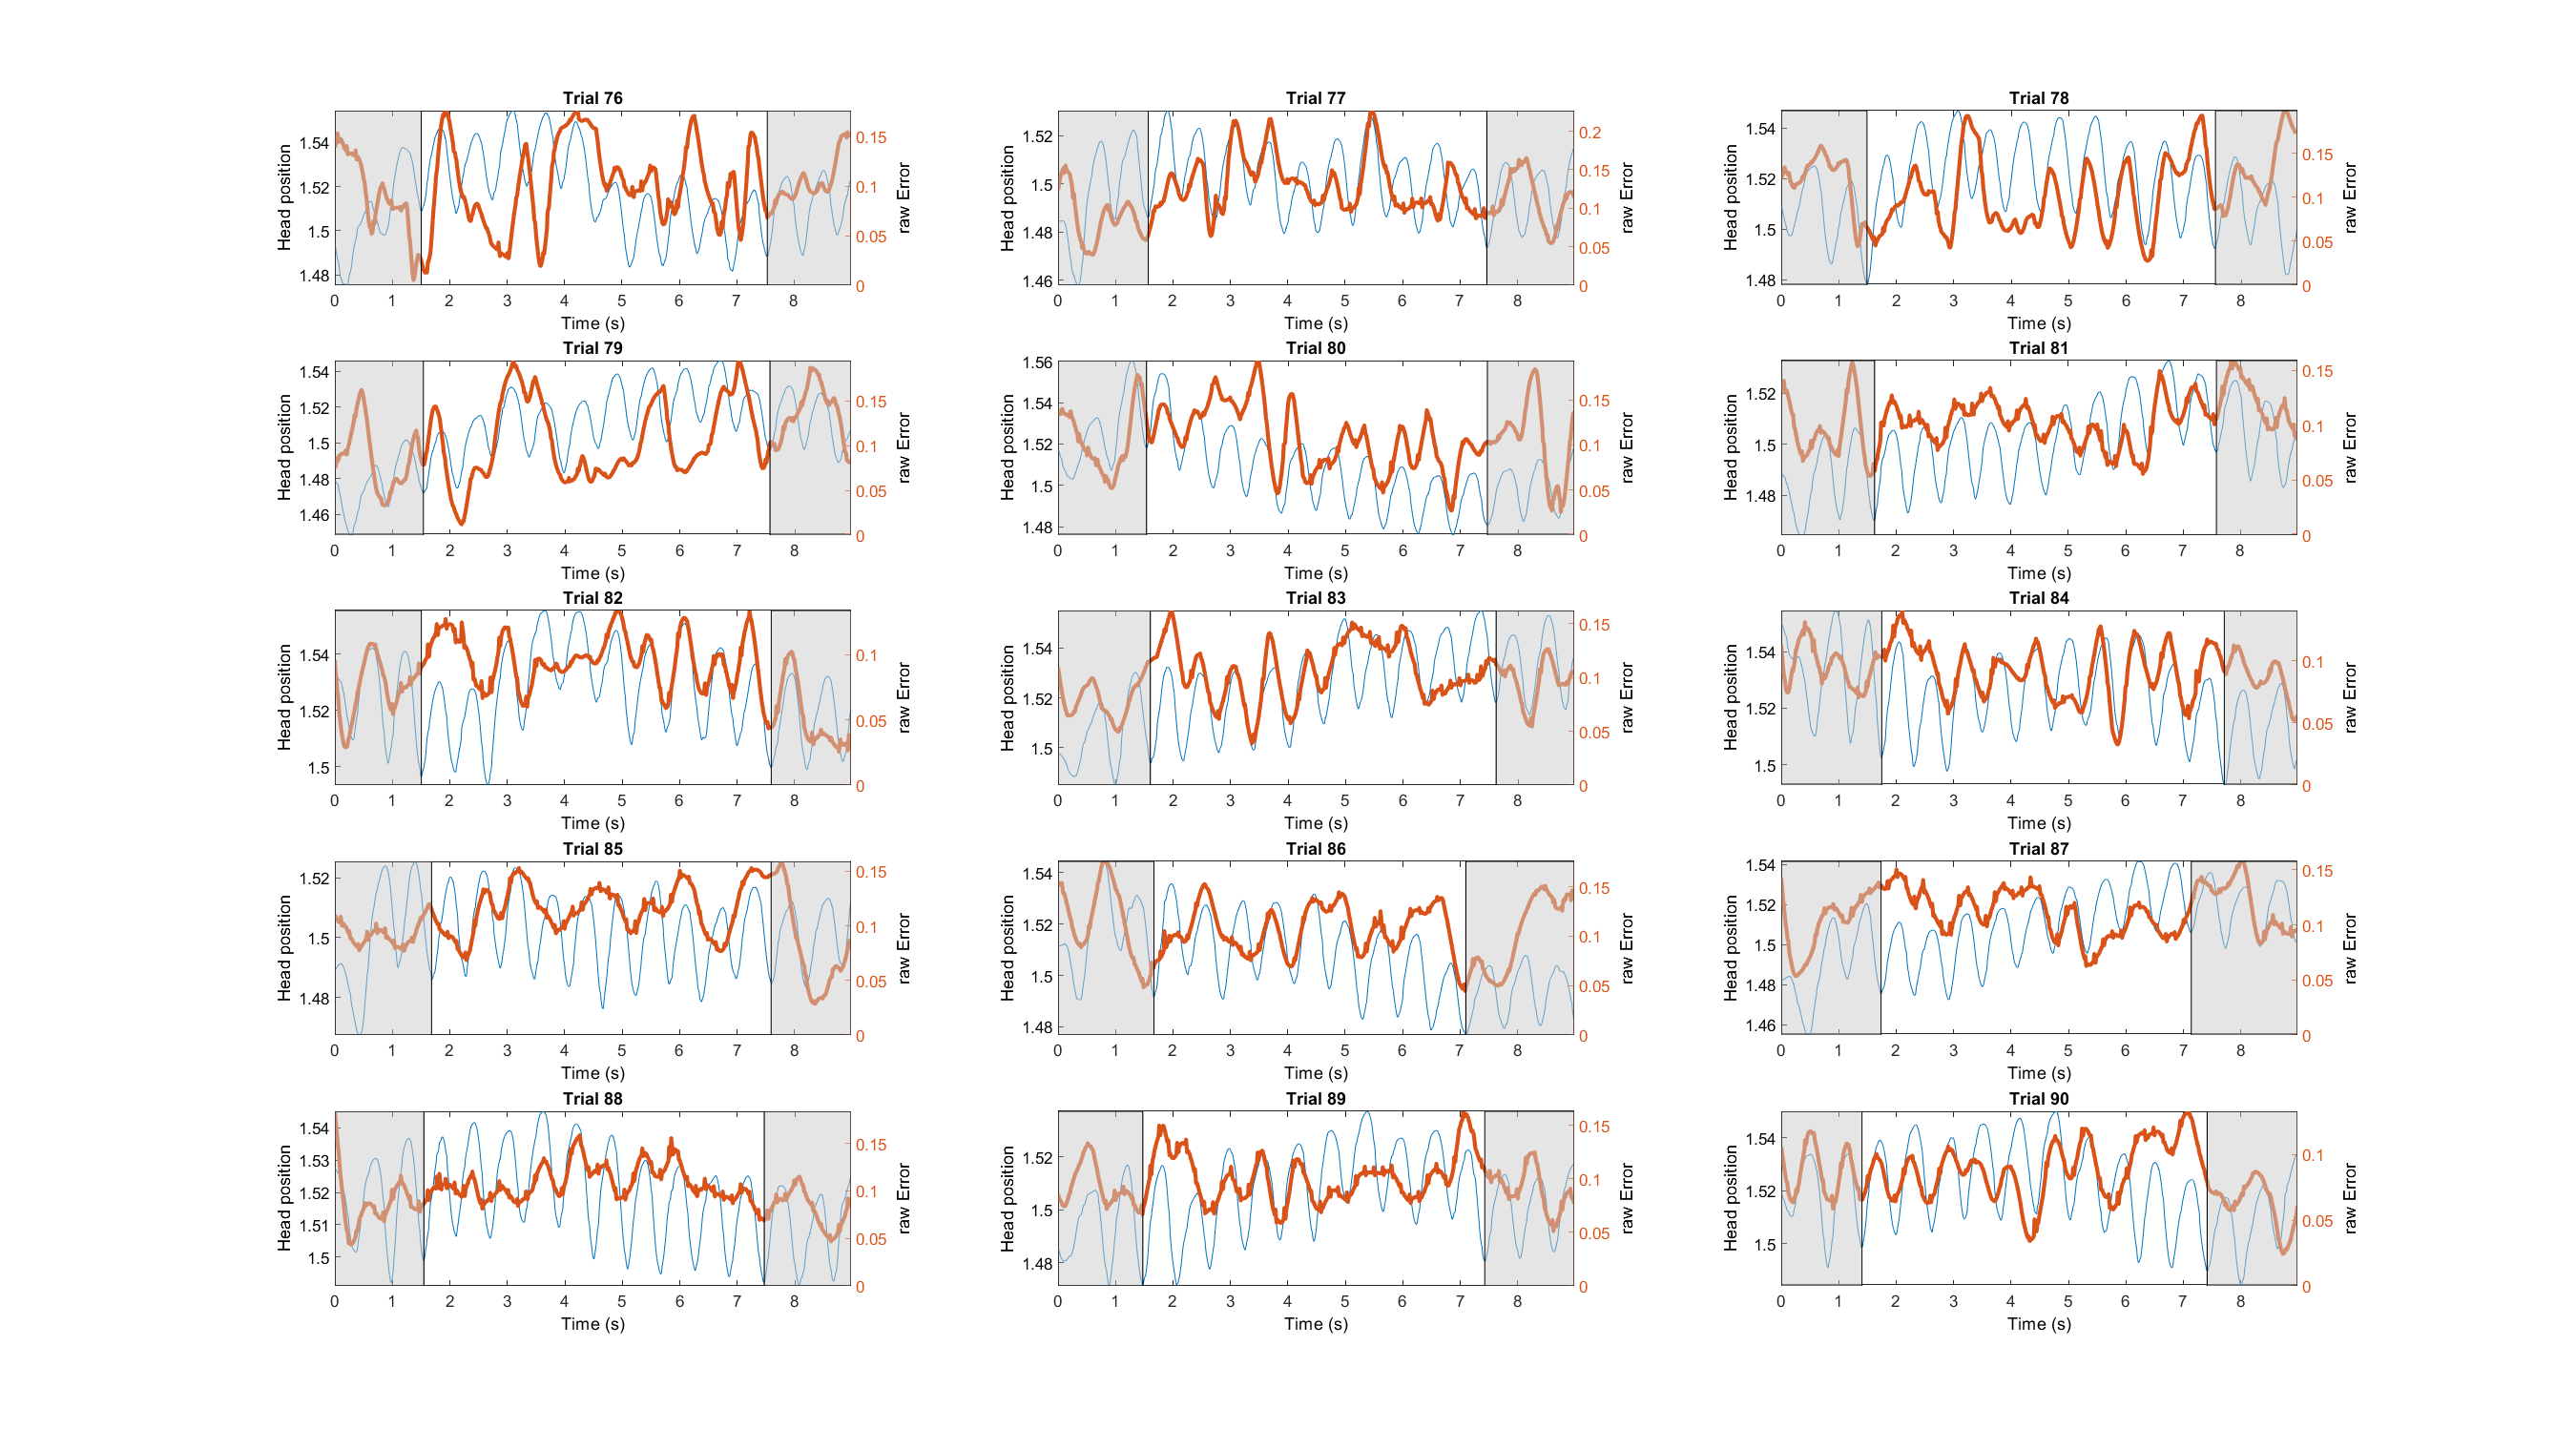 Trial 76
Head position
1.54
1.52
1.5
1.48
0.15
0.1
0.05
0
raw Error
0 1 2 3 4 5 6 7 8
Time (s)
Trial 77
Head position
1.52
1.5
1.48
1.46
0.2
0.15
0.1
0.05
0
raw Error
0 1 2 3 4 5 6 7 8
Time (s)
Trial 78
Head position
1.54
1.52
1.5
1.48
0.15
0.1
0.05
0
raw Error
0 1 2 3 4 5 6 7 8
Time (s)
Trial 79
Head position
1.54
1.52
1.5
1.48
1.46
0.15
0.1
0.05
0
raw Error
0 1 2 3 4 5 6 7 8
Time (s)
Trial 80
Head position
1.56
1.54
1.52
1.5
1.48
0.15
0.1
0.05
0
raw Error
0 1 2 3 4 5 6 7 8
Time (s)
Trial 81
Head position
1.52
1.5
1.48
0.15
0.1
0.05
0
raw Error
0 1 2 3 4 5 6 7 8
Time (s)
Trial 82
Head position
1.54
1.52
1.5
0.1
0.05
0
raw Error
0 1 2 3 4 5 6 7 8
Time (s)
Trial 83
Head position
1.54
1.52
1.5
0.15
0.1
0.05
0
raw Error
0 1 2 3 4 5 6 7 8
Time (s)
Trial 84
Head position
1.54
1.52
1.5
0.1
0.05
0
raw Error
0 1 2 3 4 5 6 7 8
Time (s)
Trial 85
Head position
1.52
1.5
1.48
0.15
0.1
0.05
0
raw Error
0 1 2 3 4 5 6 7 8
Time (s)
Trial 86
Head position
1.54
1.52
1.5
1.48
0.15
0.1
0.05
0
raw Error
0 1 2 3 4 5 6 7 8
Time (s)
Trial 87
Head position
1.54
1.52
1.5
1.48
1.46
0.15
0.1
0.05
0
raw Error
0 1 2 3 4 5 6 7 8
Time (s)
Trial 88
Head position
1.54
1.53
1.52
1.51
1.5
0.15
0.1
0.05
0
raw Error
0 1 2 3 4 5 6 7 8
Time (s)
Trial 89
Head position
1.52
1.5
1.48
0.15
0.1
0.05
0
raw Error
0 1 2 3 4 5 6 7 8
Time (s)
Trial 90
Head position
1.54
1.52
1.5
0.1
0.05
0
raw Error
0 1 2 3 4 5 6 7 8
Time (s)